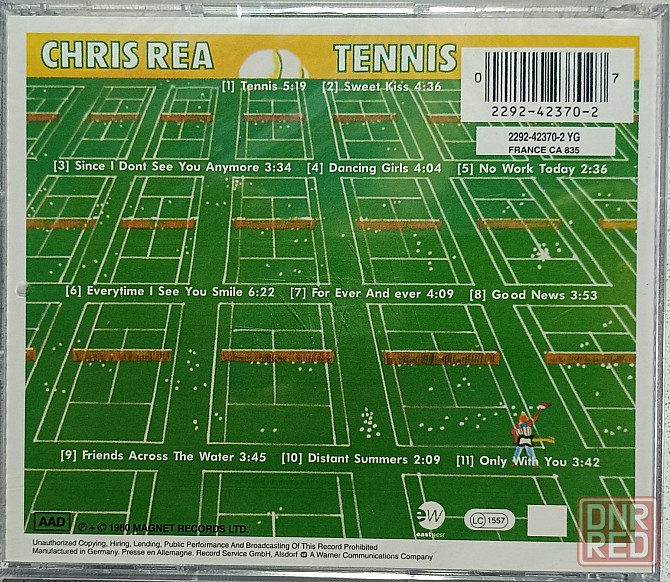 CHRIS REA TENNIS
0 7
2292-42370-2
[1] Tennis 5:19 [2] Sweet Kiss 4:36
2292-42370-2 YG
FRANCE CA 835
[3] Since I Dont See You Anymore 3:34 [4] Dancing Girls 4:04 [5] No Work Today 2:36
[6] Everytime I See You Smile 6:22 [7] For Ever And ever 4:09 [8] Good News 3:53
[9] Friends Across The Water 3:45 [10] Distant Summers 2:09 [11] Only With You 3:42
AAD ℗ + © 1980 MAGNET RECORDS LTD.
ew
eastwest
LC 1557
Unauthorized Copying, Hiring, Lending, Public Performance And Broadcasting Of This Record Prohibited
Manufactured in Germany. Presse en Allemagne. Record Service GmbH, Alsdorf A Warner Communications Company
DNR
RED